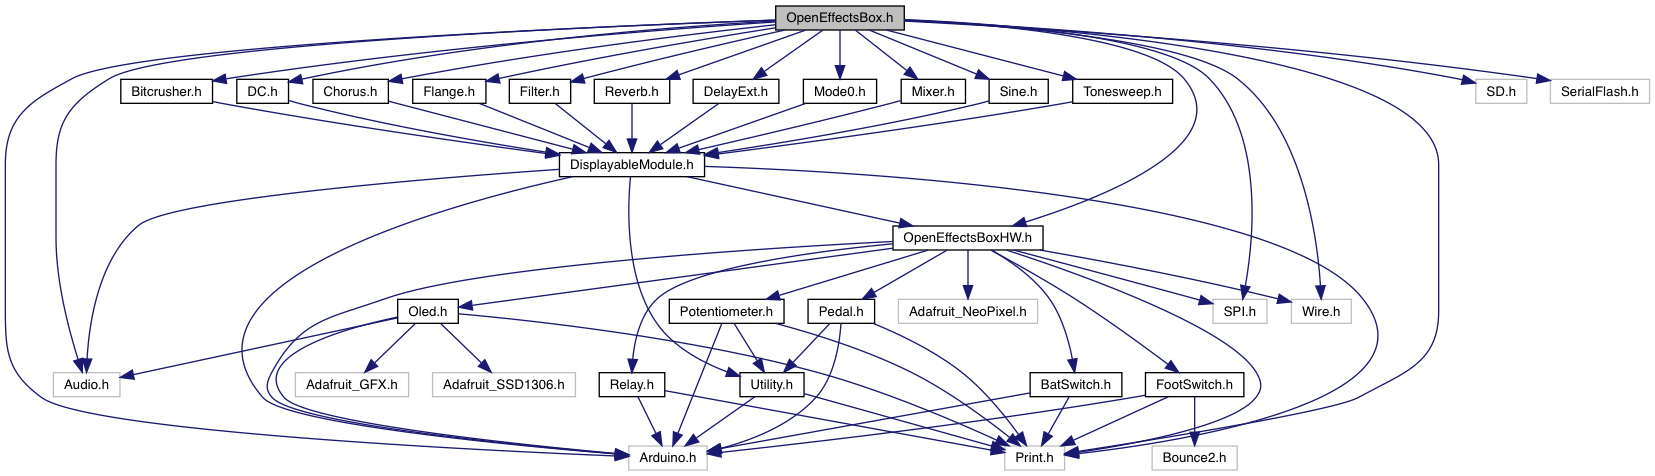 OpenEffectsBox.h
Bitcrusher.h
DC.h
Chorus.h
Flange.h
Filter.h
Reverb.h
DelayExt.h
Mode0.h
Mixer.h
Sine.h
Tonesweep.h
SD.h
SerialFlash.h
DisplayableModule.h
OpenEffectsBoxHW.h
Oled.h
Potentiometer.h
Pedal.h
Adafruit_NeoPixel.h
SPI.h
Wire.h
Audio.h
Adafruit_GFX.h
Adafruit_SSD1306.h
Relay.h
Utility.h
BatSwitch.h
FootSwitch.h
Arduino.h
Print.h
Bounce2.h